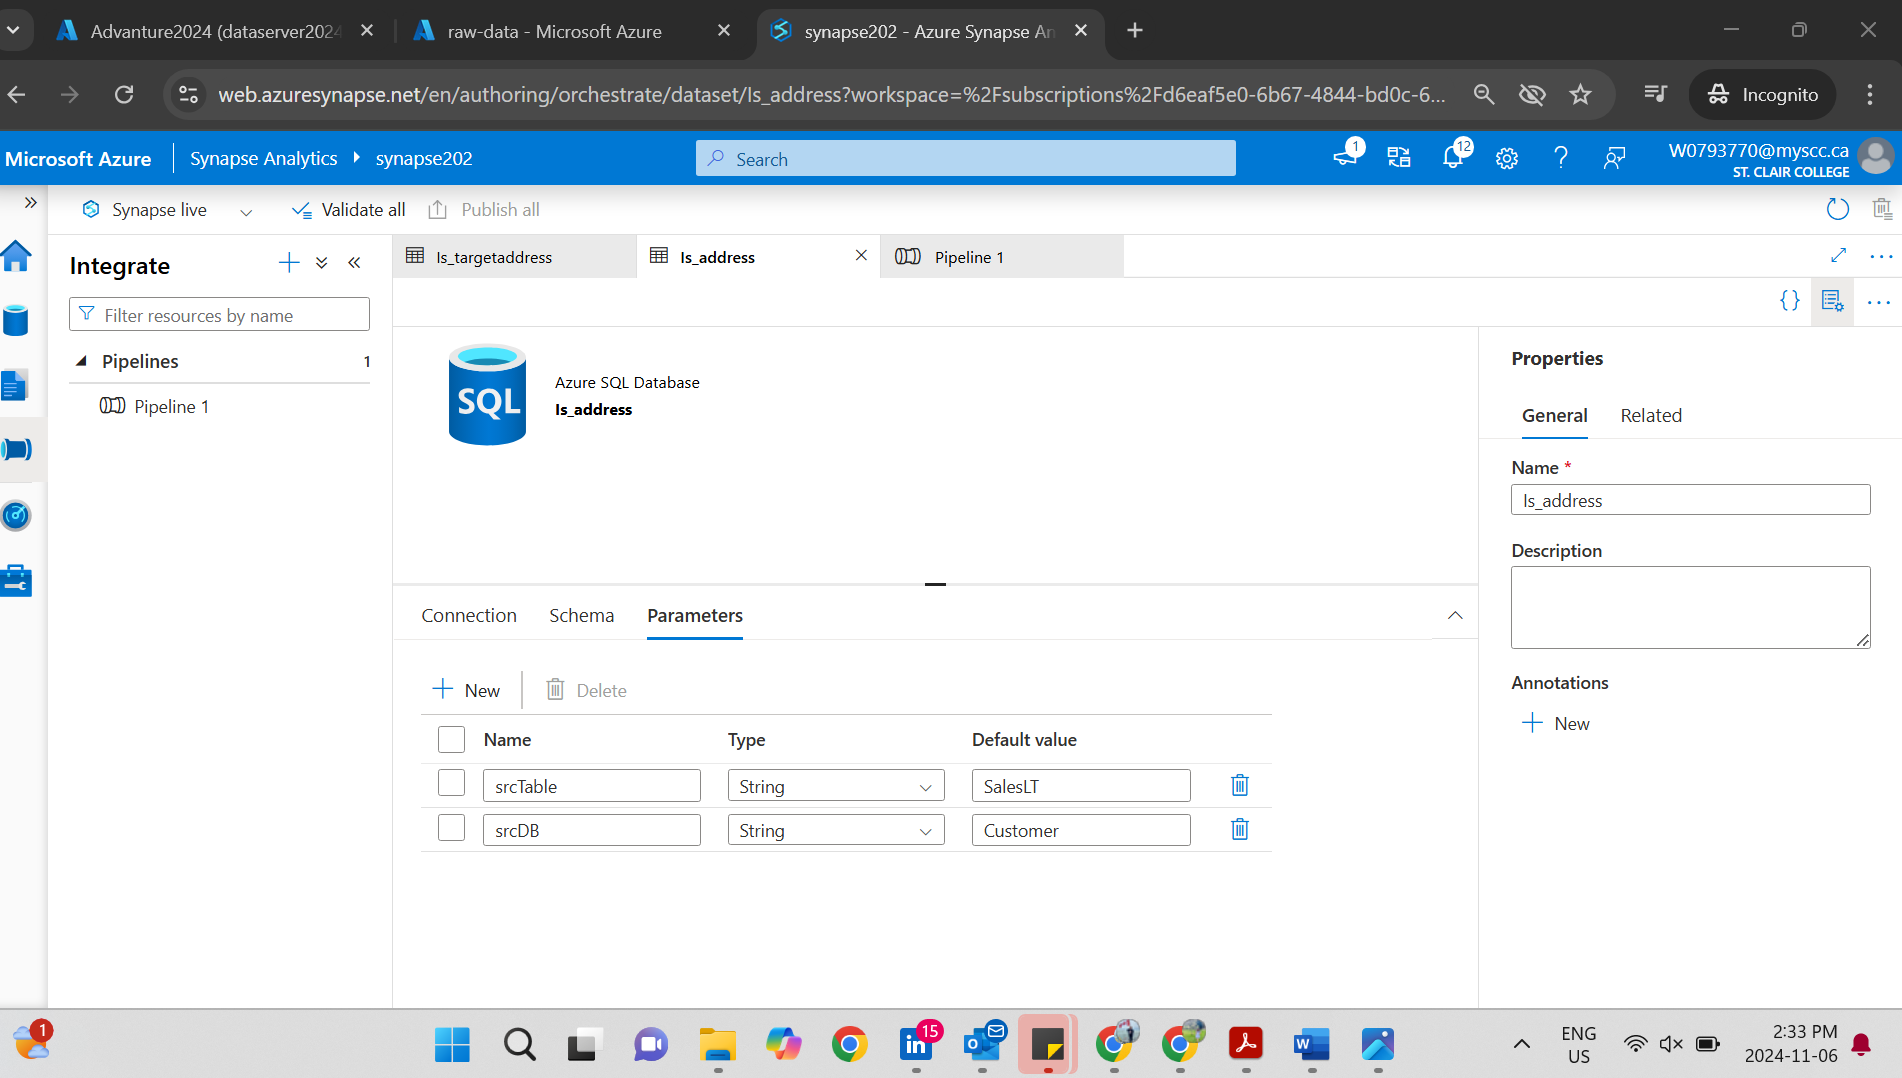 Advanture2024 (dataserver2024
raw-data - Microsoft Azure
synapse202 - Azure Synapse An
web.azuresynapse.net/en/authoring/orchestrate/dataset/ls_address?workspace=%2Fsubscriptions%2Fd6eaf5e0-6b67-4844-bd0c-6...
Incognito
Microsoft Azure
Synapse Analytics
synapse202
Search
1
12
W0793770@myscc.ca
ST. CLAIR COLLEGE
Synapse live
Validate all
Publish all
Integrate
Filter resources by name
Pipelines
1
Pipeline 1
ls_targetaddress
ls_address
Pipeline 1
{}
SQL
Azure SQL Database
ls_address
Connection
Schema
Parameters
New
Delete
Name
Type
Default value
srcTable
String
SalesLT
srcDB
String
Customer
Properties
General
Related
Name *
ls_address
Description
Annotations
New
1
15
ENG
US
2:33 PM
2024-11-06